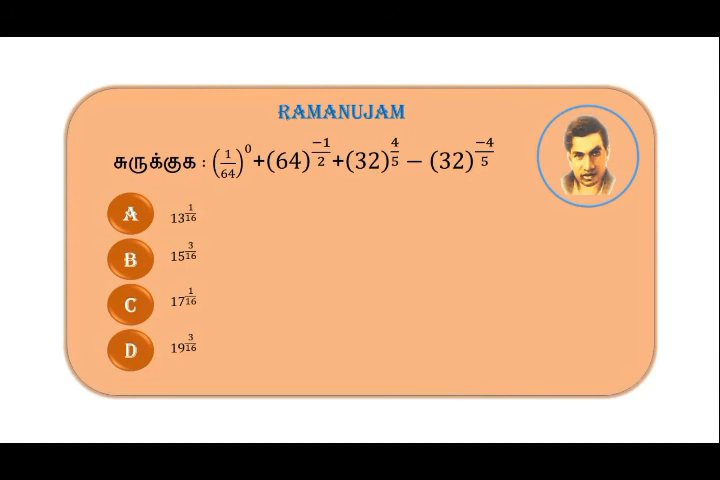 RAMANUJAM
சுருக்குக : (1/64)^0+(64)^(-1/2)+(32)^(4/5) − (32)^(-4/5)
A 13^(1/16)
B 15^(3/16)
C 17^(1/16)
D 19^(3/16)